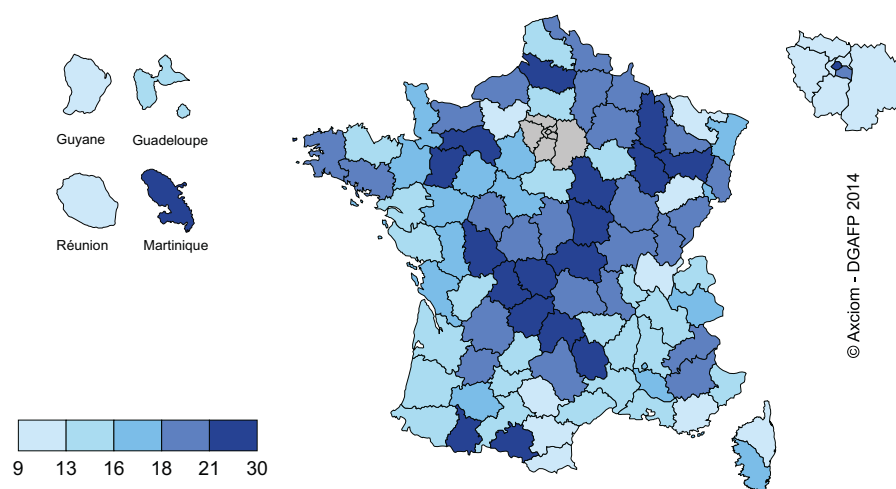 Guyane
Guadeloupe
Réunion
Martinique
9
13
16
18
21
30
© Axciom - DGAFP 2014